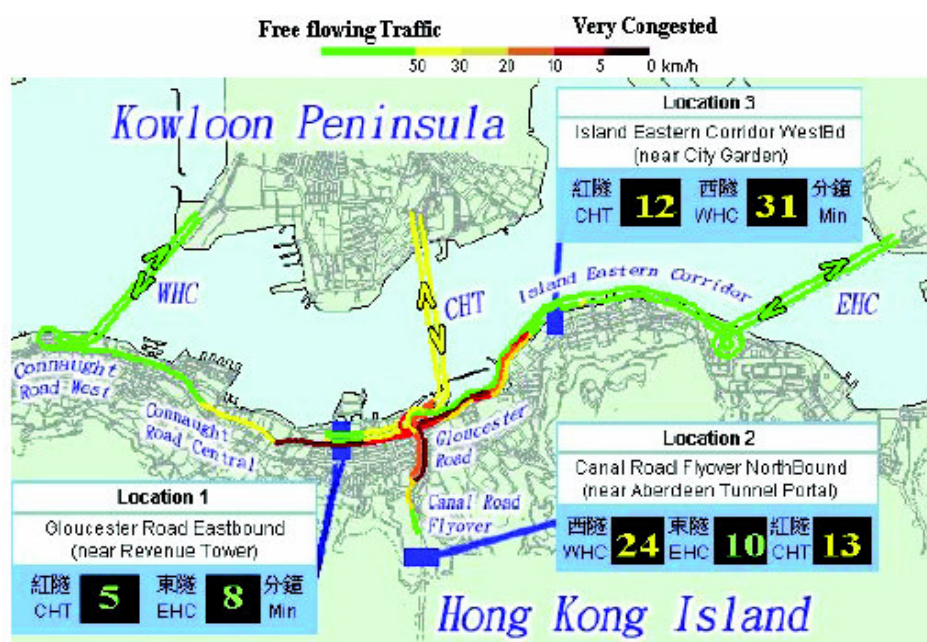 Free flowing Traffic Very Congested
50 30 20 10 5 0 km/h
Kowloon Peninsula
Location 3
Island Eastern Corridor WestBd
(near City Garden)
紅隧 12 西隧 31 分鐘
CHT WHC Min
WHC
CHT
Island Eastern Corridor
EHC
Connaught
Road West
Connaught
Road Central
Gloucester
Road
Canal Road
Flyover
Location 2
Canal Road Flyover NorthBound
(near Aberdeen Tunnel Portal)
西隧 24 東隧 10 紅隧 13
WHC EHC CHT
Location 1
Gloucester Road Eastbound
(near Revenue Tower)
紅隧 5 東隧 8 分鐘
CHT EHC Min
Hong Kong Island